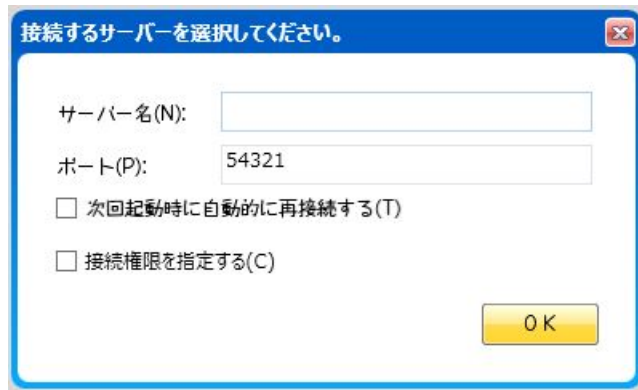 接続するサーバーを選択してください。
サーバー名(N):
ポート(P): 54321
次回起動時に自動的に再接続する(T)
接続権限を指定する(C)
OK